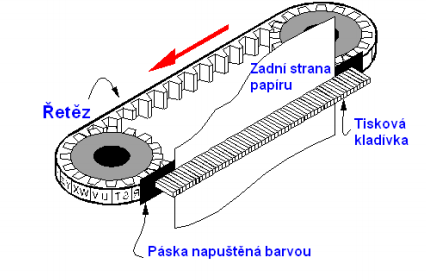 Zadní strana
papíru
Řetěz
Tisková
kladívka
Páska napuštěná barvou